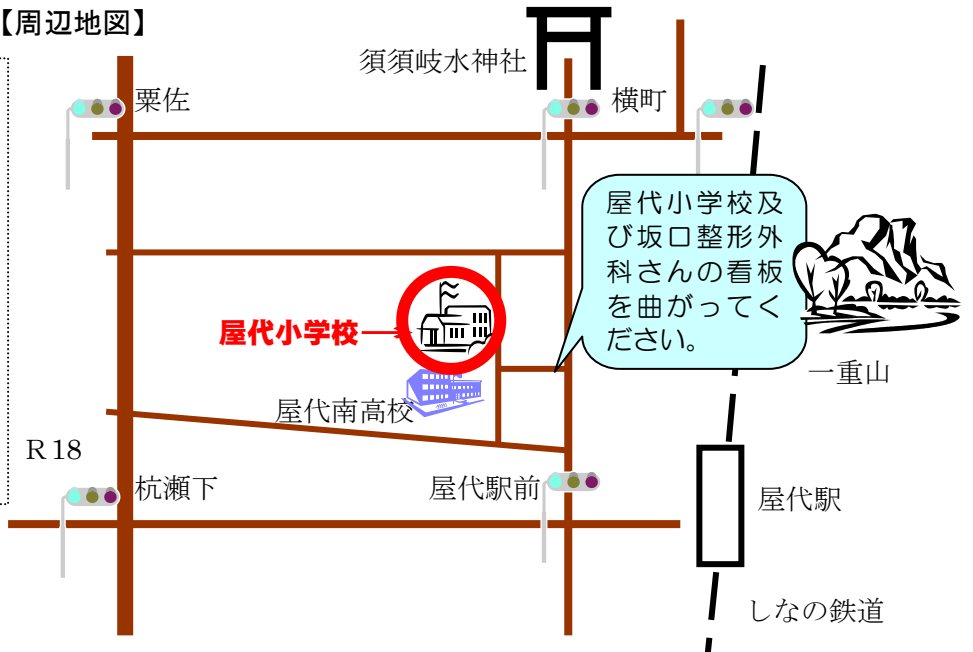 【周辺地図】
須須岐水神社
粟佐
横町
屋代小学校及
び坂口整形外
科さんの看板
を曲がってく
ださい。
屋代小学校
一重山
屋代南高校
R18
杭瀬下
屋代駅前
屋代駅
しなの鉄道